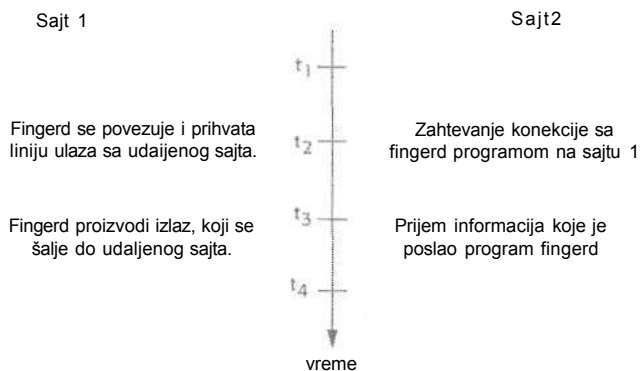 Sajt 1
Sajt2
t1
Fingerd se povezuje i prihvata
liniju ulaza sa udaijenog sajta.
t2
Zahtevanje konekcije sa
fingerd programom na sajtu 1
Fingerd proizvodi izlaz, koji se
šalje do udaljenog sajta.
t3
Prijem informacija koje je
poslao program fingerd
t4
vreme